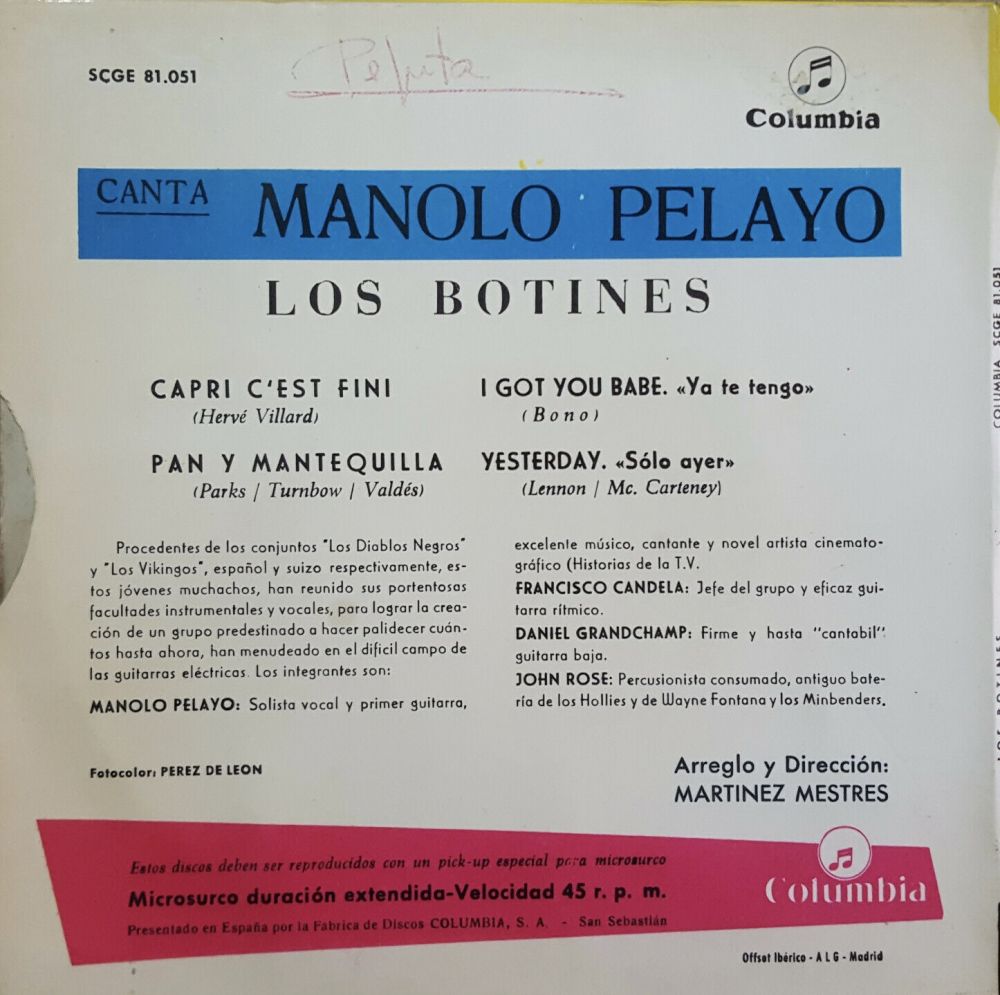 SCGE 81.051
Peluta
Columbia
CANTA MANOLO PELAYO
LOS BOTINES
CAPRI C'EST FINI
(Hervé Villard)
PAN Y MANTEQUILLA
(Parks / Turnbow / Valdés)
I GOT YOU BABE. «Ya te tengo»
(Bono)
YESTERDAY. «Sólo ayer»
(Lennon / Mc. Carteney)
Procedentes de los conjuntos "Los Diablos Negros"
y "Los Vikingos", español y suizo respectivamente, es-
tos jóvenes muchachos, han reunido sus portentosas
facultades instrumentales y vocales, para lograr la crea-
ción de un grupo predestinado a hacer palidecer cuán-
tos hasta ahora, han menudeado en el dificil campo de
las guitarras eléctricas. Los integrantes son:
MANOLO PELAYO: Solista vocal y primer guitarra,
excelente músico, cantante y novel artista cinemato-
gráfico (Historias de la T.V.
FRANCISCO CANDELA: Jefe del grupo y eficaz gui-
tarra rítmico.
DANIEL GRANDCHAMP: Firme y hasta "cantabil"
guitarra baja.
JOHN ROSE: Percusionista consumado, antiguo bate-
ría de los Hollies y de Wayne Fontana y los Minbenders.
Fotocolor: PEREZ DE LEON
Arreglo y Dirección:
MARTINEZ MESTRES
Estos discos deben ser reproducidos con un pick-up especial para microsurco
Microsurco duración extendida-Velocidad 45 r. p. m.
Presentado en España por la Fábrica de Discos COLUMBIA, S. A. - San Sebastián
Columbia
Offset Ibérico - A L G - Madrid
COLUMBIA SCGE 81.051
LOS BOTINES